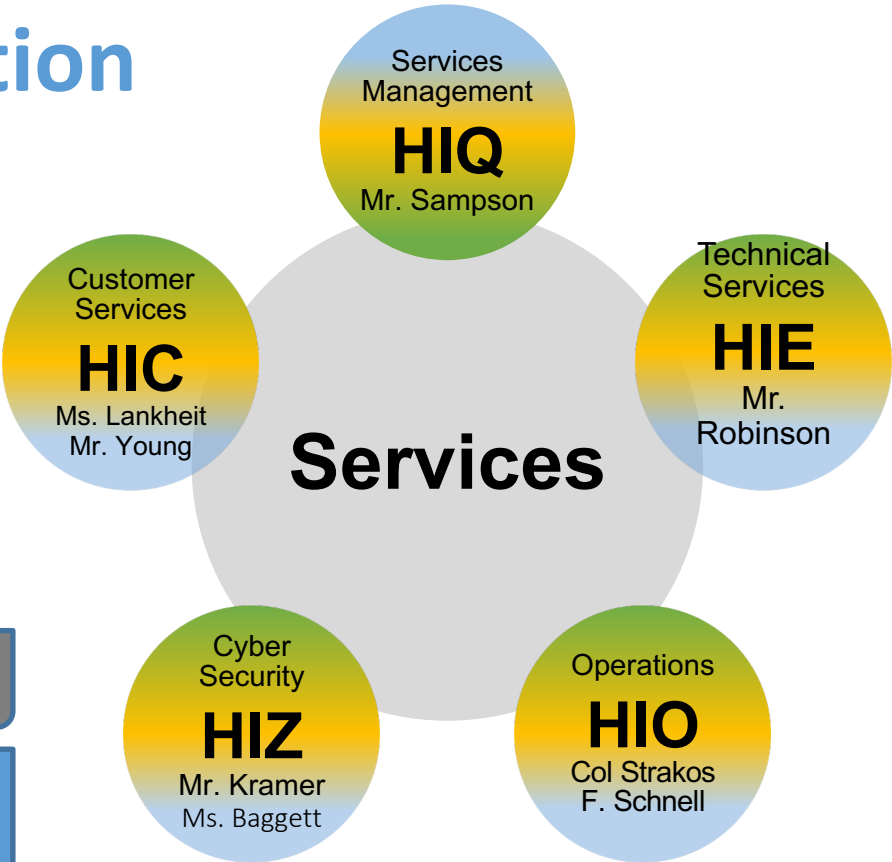 tion
Services
Management
HIQ
Mr. Sampson
Customer
Services
HIC
Ms. Lankheit
Mr. Young
Technical
Services
HIE
Mr.
Robinson
Services
Cyber
Security
HIZ
Mr. Kramer
Ms. Baggett
Operations
HIO
Col Strakos
F. Schnell